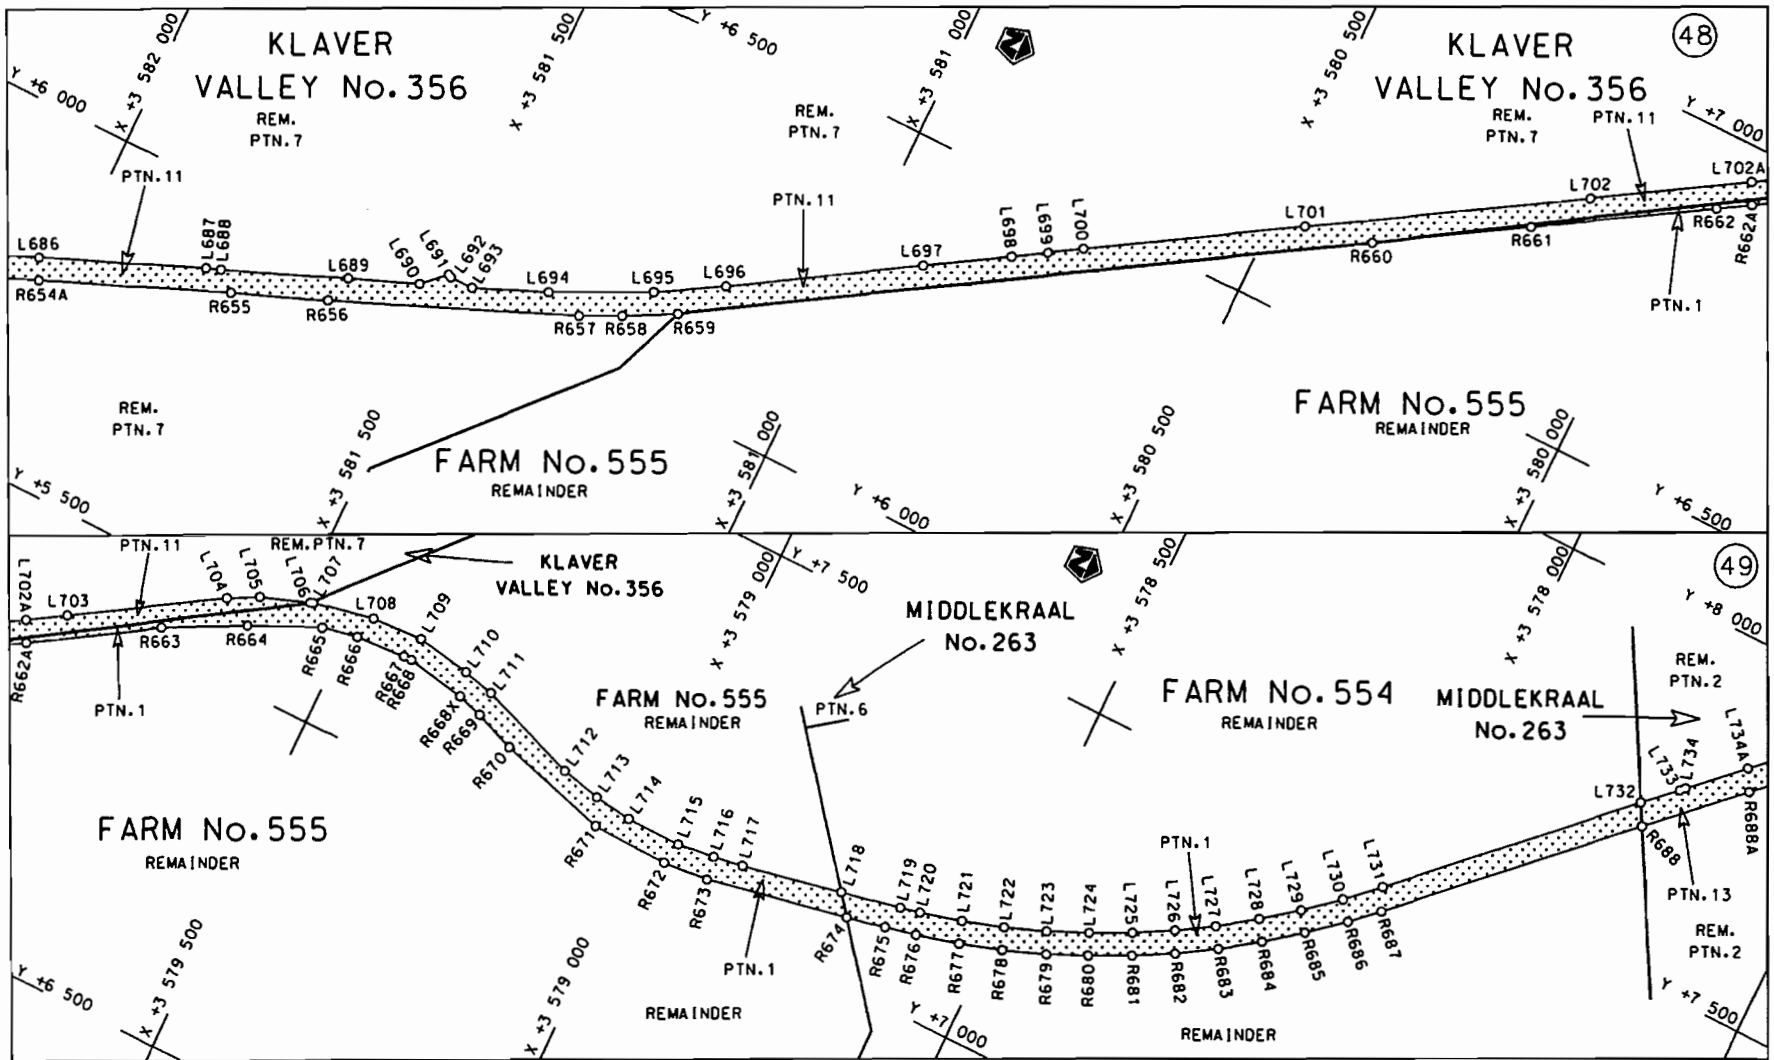 48
KLAVER
VALLEY No.356
REM.
PTN.7
Y +6 000
X +3 582 000
X +3 581 500
Y +6 500
X +3 581 000
N
REM.
PTN.7
X +3 580 500
KLAVER
VALLEY No.356
REM.
PTN.7
PTN.11
Y +7 000
PTN.11
PTN.11
L686
L687
L688
L689
L690
L691
L692
L693
L694
L695
L696
L697
L698
L699
L700
L701
L702
L702A
R654A
R655
R656
R657
R658
R659
R660
R661
R662
R662A
PTN.1
REM.
PTN.7
FARM No.555
REMAINDER
FARM No.555
REMAINDER
Y +5 500
X +3 581 500
X +3 581 000
Y +6 000
X +3 580 500
X +3 580 000
Y +6 500
49
PTN.11
REM.PTN.7
KLAVER
VALLEY No.356
X +3 579 000
Y +7 500
N
X +3 578 500
X +3 578 000
Y +8 000
MIDDLEKRAAL
No.263
PTN.6
L702A
L703
L704
L705
L706
L707
L708
L709
L710
L711
L712
L713
L714
L715
L716
L717
L718
L719
L720
L721
L722
L723
L724
L725
L726
L727
L728
L729
L730
L731
L732
L733
L734
L734A
R662A
R663
R664
R665
R666
R667
R668
R668X
R669
R670
R671
R672
R673
R674
R675
R676
R677
R678
R679
R680
R681
R682
R683
R684
R685
R686
R687
R688
R688A
PTN.1
FARM No.555
REMAINDER
FARM No.554
REMAINDER
MIDDLEKRAAL
No.263
REM.
PTN.2
FARM No.555
REMAINDER
PTN.1
PTN.1
PTN.13
REM.
PTN.2
REMAINDER
REMAINDER
Y +6 500
X +3 579 500
X +3 579 000
Y +7 000
Y +7 500